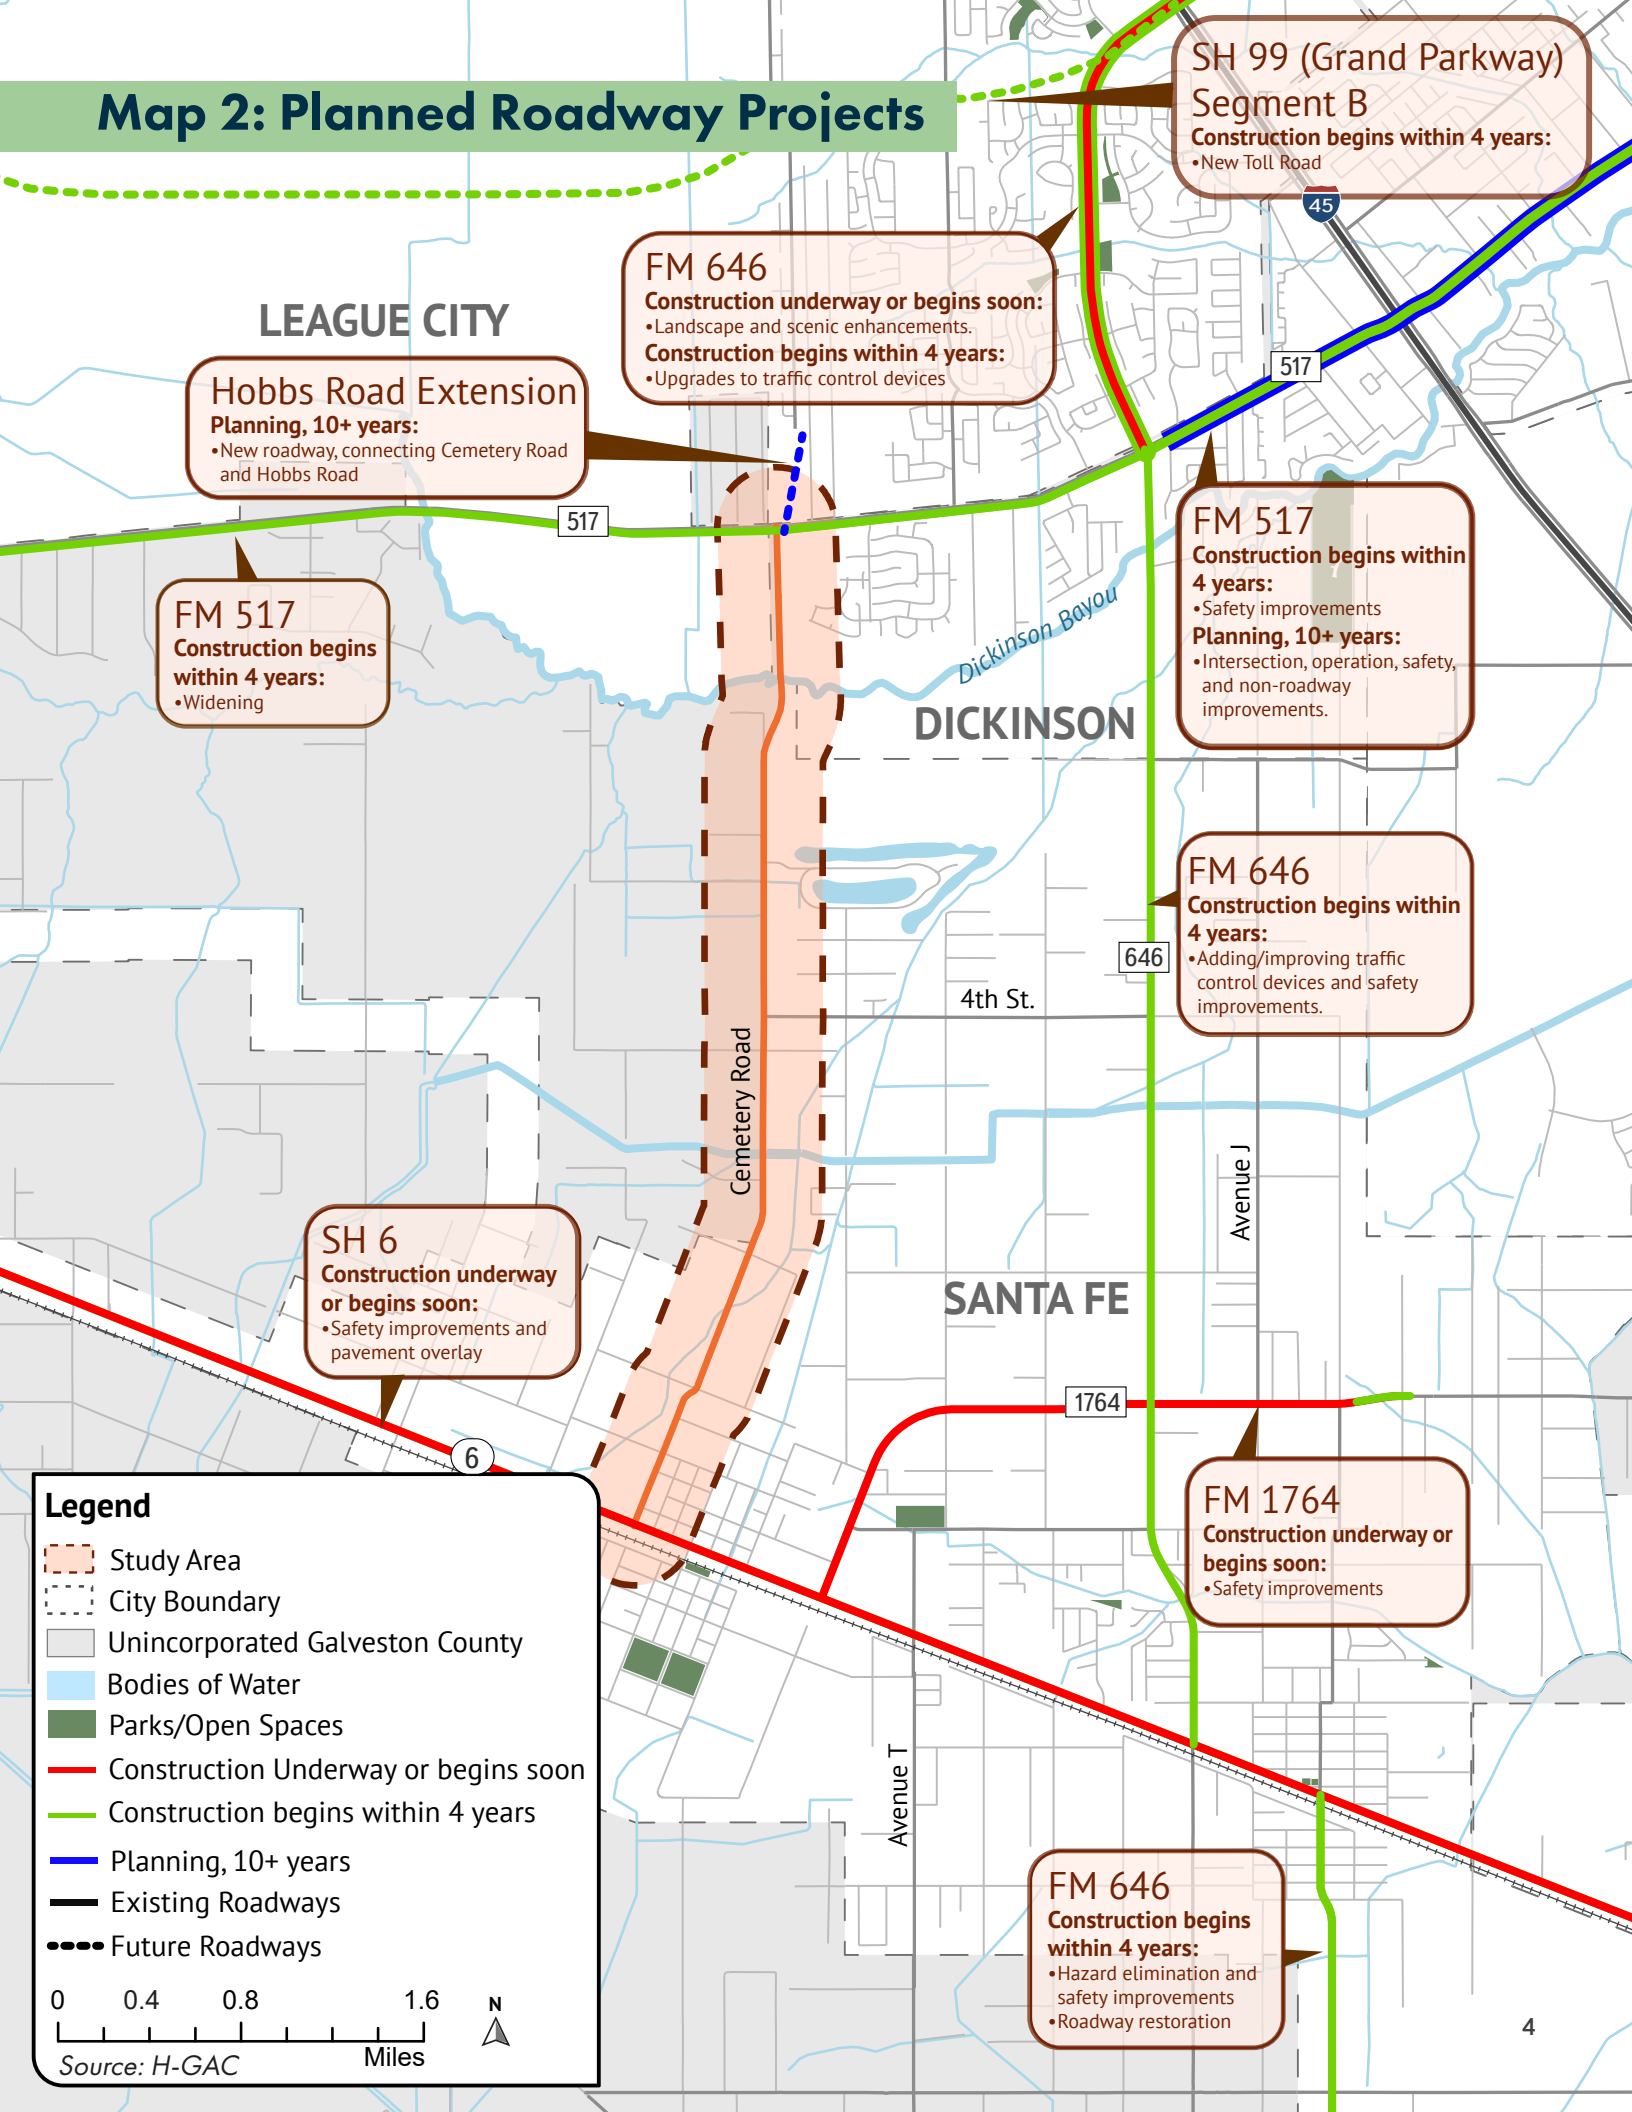 Map 2: Planned Roadway Projects
SH 99 (Grand Parkway)
Segment B
Construction begins within 4 years:
•New Toll Road
45
FM 646
Construction underway or begins soon:
•Landscape and scenic enhancements.
Construction begins within 4 years:
•Upgrades to traffic control devices
LEAGUE CITY
Hobbs Road Extension
Planning, 10+ years:
•New roadway, connecting Cemetery Road
and Hobbs Road
517
517
FM 517
Construction begins
within 4 years:
•Widening
FM 517
Construction begins within
4 years:
•Safety improvements
Planning, 10+ years:
•Intersection, operation, safety,
and non-roadway
improvements.
Dickinson Bayou
DICKINSON
FM 646
Construction begins within
4 years:
•Adding/improving traffic
control devices and safety
improvements.
646
4th St.
Cemetery Road
Avenue J
SH 6
Construction underway
or begins soon:
•Safety improvements and
pavement overlay
SANTA FE
1764
6
FM 1764
Construction underway or
begins soon:
•Safety improvements
Avenue T
FM 646
Construction begins
within 4 years:
•Hazard elimination and
safety improvements
•Roadway restoration
Legend
Study Area
City Boundary
Unincorporated Galveston County
Bodies of Water
Parks/Open Spaces
Construction Underway or begins soon
Construction begins within 4 years
Planning, 10+ years
Existing Roadways
Future Roadways
0 0.4 0.8 1.6
N
Miles
Source: H-GAC
4